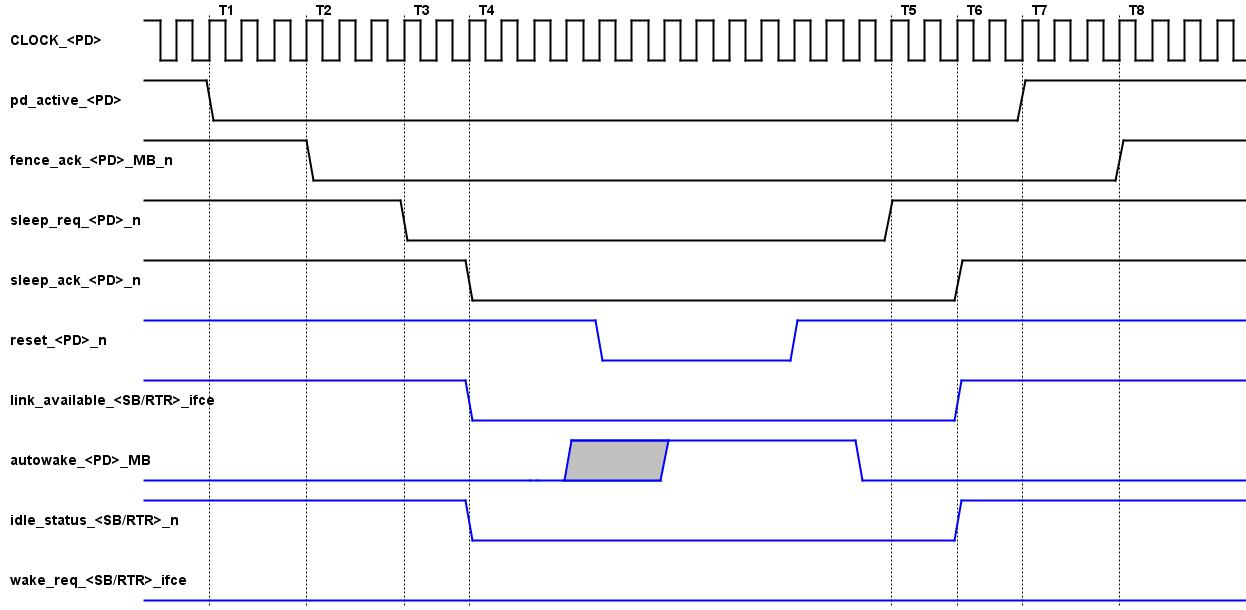 T1 T2 T3 T4 T5 T6 T7 T8
CLOCK_<PD>
pd_active_<PD>
fence_ack_<PD>_MB_n
sleep_req_<PD>_n
sleep_ack_<PD>_n
reset_<PD>_n
link_available_<SB/RTR>_ifce
autowake_<PD>_MB
idle_status_<SB/RTR>_n
wake_req_<SB/RTR>_ifce